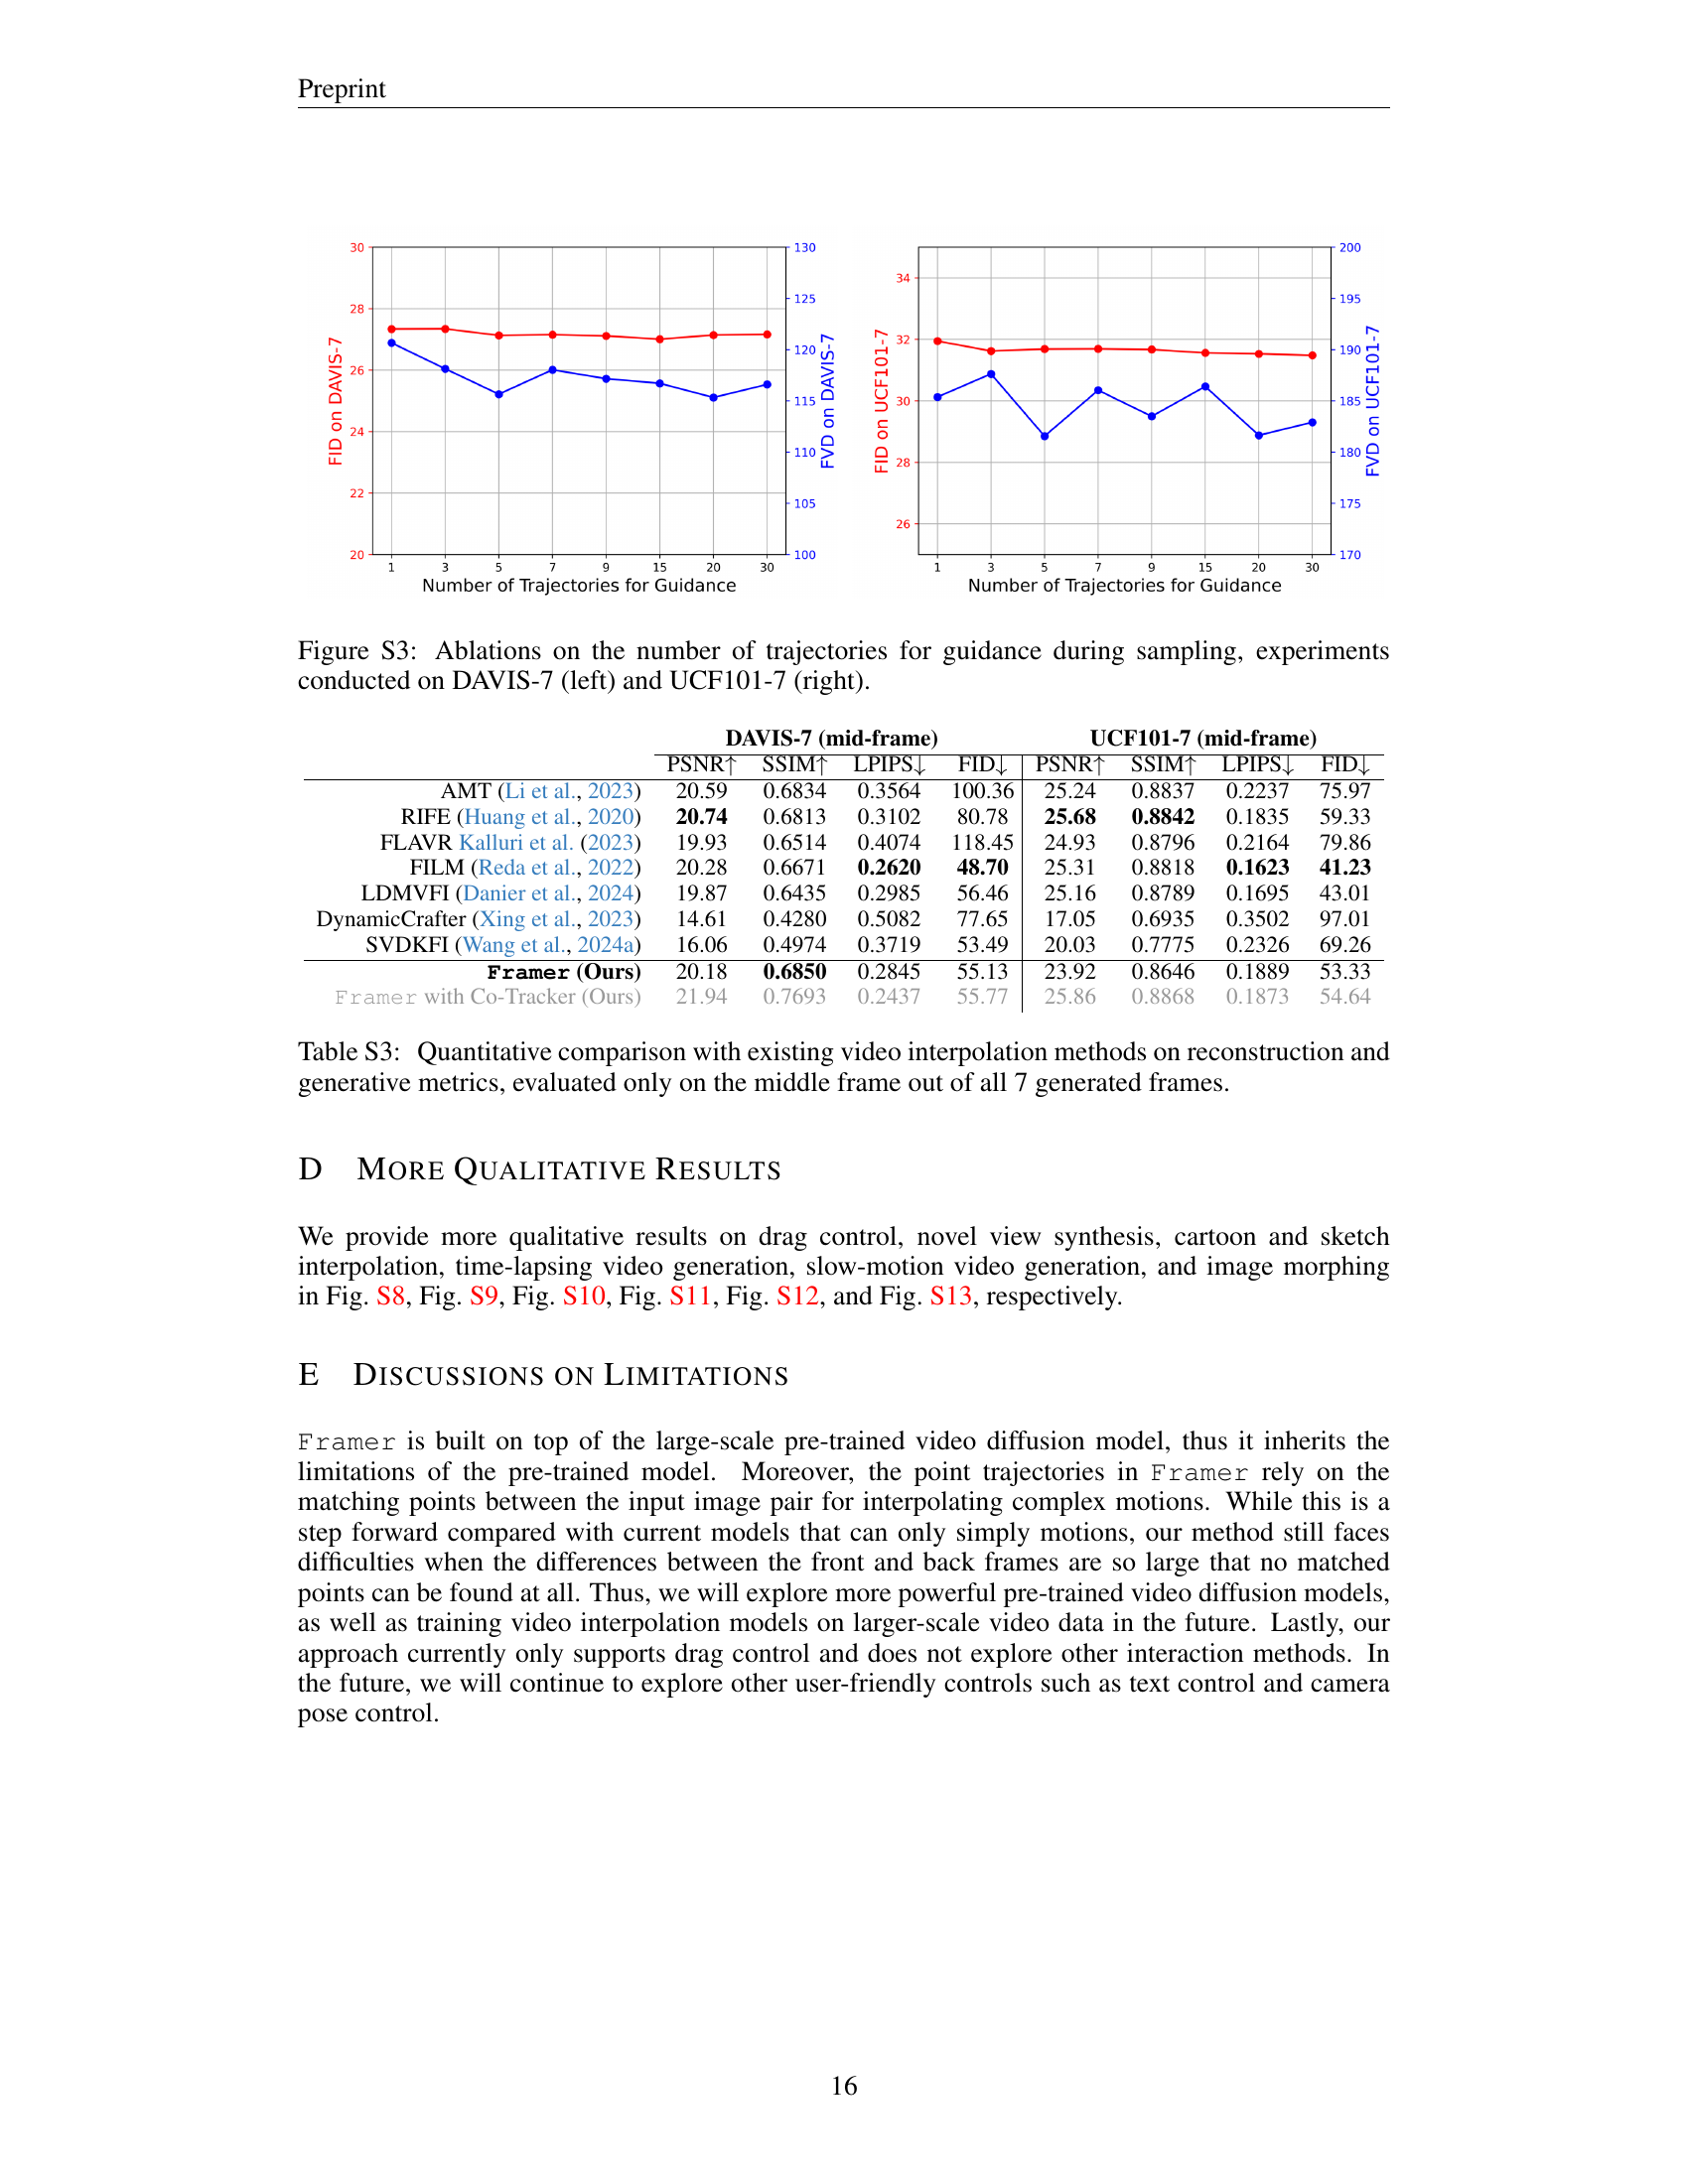 Preprint
30
28
26
24
22
20
FID on DAVIS-7
130
125
120
115
110
105
100
FVD on DAVIS-7
1 3 5 7 9 15 20 30
Number of Trajectories for Guidance
34
32
30
28
26
FID on UCF101-7
200
195
190
185
180
175
170
FVD on UCF101-7
1 3 5 7 9 15 20 30
Number of Trajectories for Guidance
Figure S3: Ablations on the number of trajectories for guidance during sampling, experiments
conducted on DAVIS-7 (left) and UCF101-7 (right).
DAVIS-7 (mid-frame) UCF101-7 (mid-frame)
PSNR↑ SSIM↑ LPIPS↓ FID↓ PSNR↑ SSIM↑ LPIPS↓ FID↓
AMT (Li et al., 2023) 20.59 0.6834 0.3564 100.36 25.24 0.8837 0.2237 75.97
RIFE (Huang et al., 2020) 20.74 0.6813 0.3102 80.78 25.68 0.8842 0.1835 59.33
FLAVR Kalluri et al. (2023) 19.93 0.6514 0.4074 118.45 24.93 0.8796 0.2164 79.86
FILM (Reda et al., 2022) 20.28 0.6671 0.2620 48.70 25.31 0.8818 0.1623 41.23
LDMVFI (Danier et al., 2024) 19.87 0.6435 0.2985 56.46 25.16 0.8789 0.1695 43.01
DynamicCrafter (Xing et al., 2023) 14.61 0.4280 0.5082 77.65 17.05 0.6935 0.3502 97.01
SVDKFI (Wang et al., 2024a) 16.06 0.4974 0.3719 53.49 20.03 0.7775 0.2326 69.26
Framer (Ours) 20.18 0.6850 0.2845 55.13 23.92 0.8646 0.1889 53.33
Framer with Co-Tracker (Ours) 21.94 0.7693 0.2437 55.77 25.86 0.8868 0.1873 54.64
Table S3: Quantitative comparison with existing video interpolation methods on reconstruction and
generative metrics, evaluated only on the middle frame out of all 7 generated frames.
D MORE QUALITATIVE RESULTS
We provide more qualitative results on drag control, novel view synthesis, cartoon and sketch
interpolation, time-lapsing video generation, slow-motion video generation, and image morphing
in Fig. S8, Fig. S9, Fig. S10, Fig. S11, Fig. S12, and Fig. S13, respectively.
E DISCUSSIONS ON LIMITATIONS
Framer is built on top of the large-scale pre-trained video diffusion model, thus it inherits the
limitations of the pre-trained model. Moreover, the point trajectories in Framer rely on the
matching points between the input image pair for interpolating complex motions. While this is a
step forward compared with current models that can only simply motions, our method still faces
difficulties when the differences between the front and back frames are so large that no matched
points can be found at all. Thus, we will explore more powerful pre-trained video diffusion models,
as well as training video interpolation models on larger-scale video data in the future. Lastly, our
approach currently only supports drag control and does not explore other interaction methods. In
the future, we will continue to explore other user-friendly controls such as text control and camera
pose control.
16